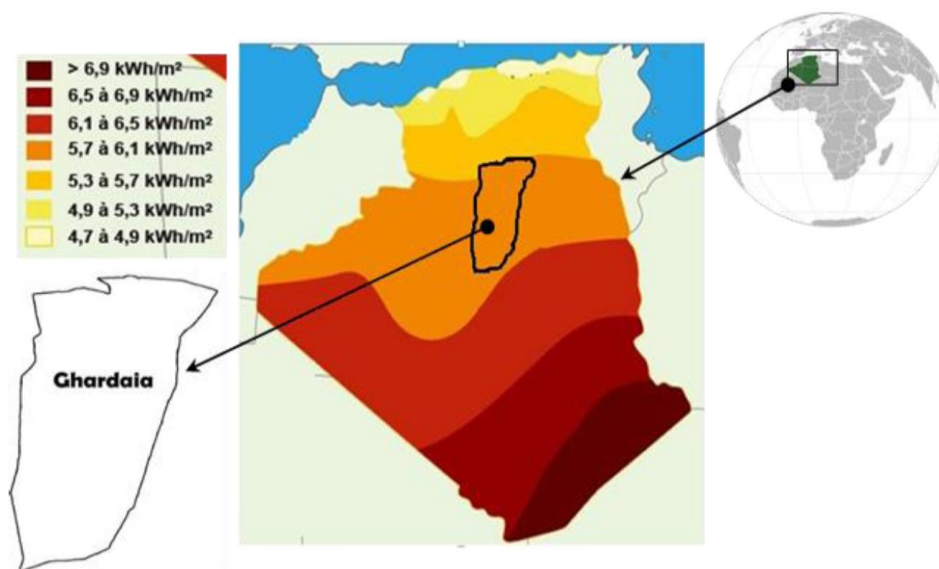 > 6,9 kWh/m²
6,5 à 6,9 kWh/m²
6,1 à 6,5 kWh/m²
5,7 à 6,1 kWh/m²
5,3 à 5,7 kWh/m²
4,9 à 5,3 kWh/m²
4,7 à 4,9 kWh/m²
Ghardaia